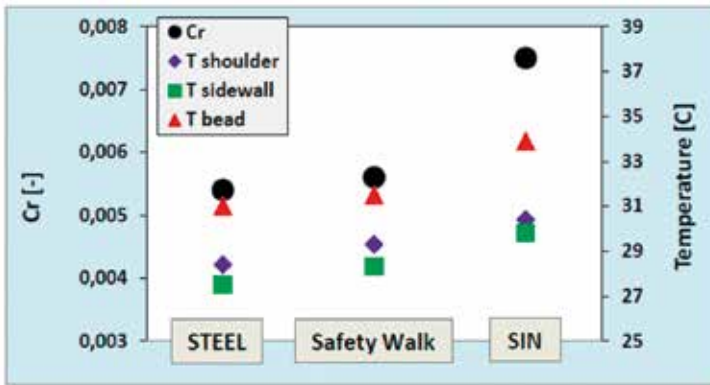 0,008
0,007
0,006
0,005
0,004
0,003
Cr [-]
Cr
T shoulder
T sidewall
T bead
STEEL
Safety Walk
SIN
39
37
35
33
31
29
27
25
Temperature [C]